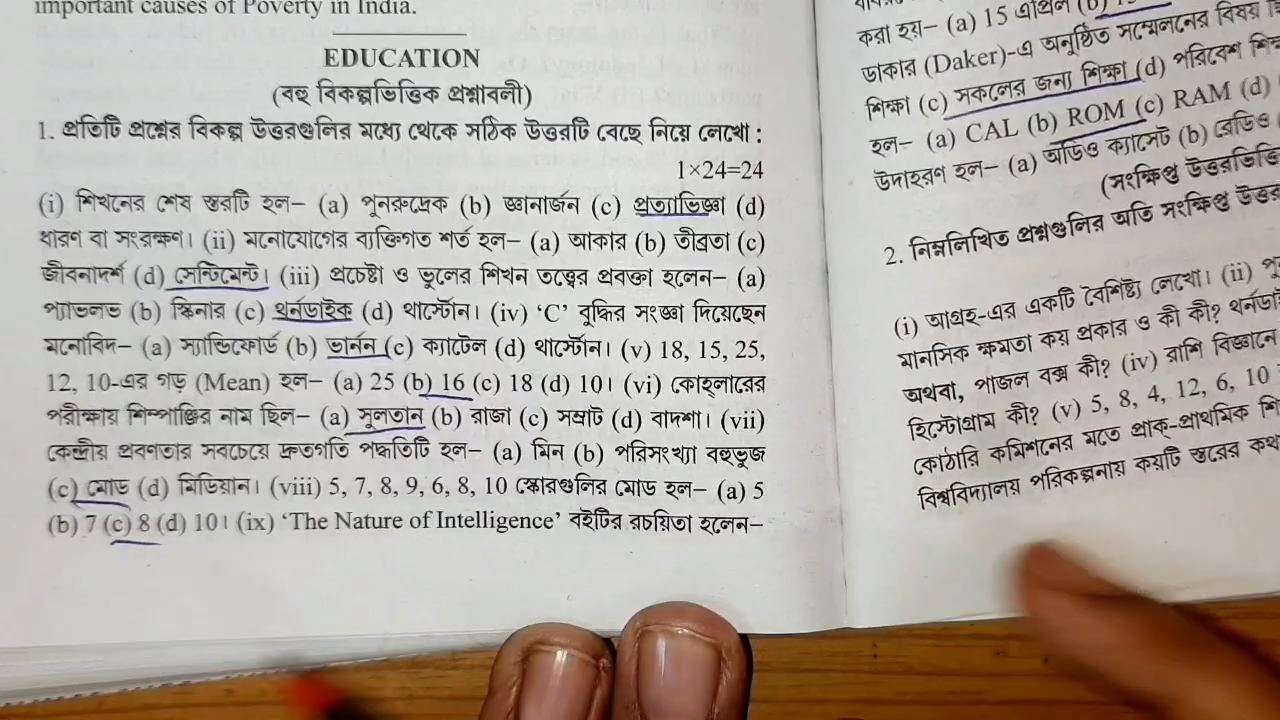 important causes of Poverty in India.
EDUCATION
(বহু বিকল্পভিত্তিক প্রশ্নাবলী)
1. প্রতিটি প্রশ্নের বিকল্প উত্তরগুলির মধ্যে থেকে সঠিক উত্তরটি বেছে নিয়ে লেখো :
1×24=24
(i) শিখনের শেষ স্তরটি হল– (a) পুনরুদ্রেক (b) জ্ঞানার্জন (c) প্রত্যাভিজ্ঞা (d)
ধারণ বা সংরক্ষণ। (ii) মনোযোগের ব্যক্তিগত শর্ত হল– (a) আকার (b) তীব্রতা (c)
জীবনাদর্শ (d) সেন্টিমেন্ট। (iii) প্রচেষ্টা ও ভুলের শিখন তত্ত্বের প্রবক্তা হলেন– (a)
প্যাভলভ (b) স্কিনার (c) থর্নডাইক (d) থার্স্টোন। (iv) ‘C’ বুদ্ধির সংজ্ঞা দিয়েছেন
মনোবিদ– (a) স্যান্ডিফোর্ড (b) ভার্নন (c) ক্যাটেল (d) থার্স্টোন। (v) 18, 15, 25,
12, 10-এর গড় (Mean) হল– (a) 25 (b) 16 (c) 18 (d) 10। (vi) কোহ্‌লারের
পরীক্ষায় শিম্পাঞ্জির নাম ছিল– (a) সুলতান (b) রাজা (c) সম্রাট (d) বাদশা। (vii)
কেন্দ্রীয় প্রবণতার সবচেয়ে দ্রুতগতি পদ্ধতিটি হল– (a) মিন (b) পরিসংখ্যা বহুভুজ
(c) মোড (d) মিডিয়ান। (viii) 5, 7, 8, 9, 6, 8, 10 স্কোরগুলির মোড হল– (a) 5
(b) 7 (c) 8 (d) 10। (ix) ‘The Nature of Intelligence’ বইটির রচয়িতা হলেন–
করা হয়– (a) 15 এপ্রিল (b)
ডাকার (Daker)-এ অনুষ্ঠিত সম্মেলনের বিষয়
শিক্ষা (c) সকলের জন্য শিক্ষা (d) পরিবেশ
হল– (a) CAL (b) ROM (c) RAM (d)
উদাহরণ হল– (a) অডিও ক্যাসেট (b) রেডিও
(সংক্ষিপ্ত
2. নিম্নলিখিত প্রশ্নগুলির অতি সংক্ষিপ্ত
(i) আগ্রহ-এর একটি বৈশিষ্ট্য লেখো। (ii)
মানসিক ক্ষমতা কয় প্রকার ও কী কী?
অথবা, পাজল বক্স কী? (iv) রাশি বিজ্ঞানে
হিস্টোগ্রাম কী? (v) 5, 8, 4, 12, 6, 10
কোঠারি কমিশনের মতে প্রাক্-প্রাথমিক
বিশ্ববিদ্যালয় পরিকল্পনায় কয়টি স্তরের কথা